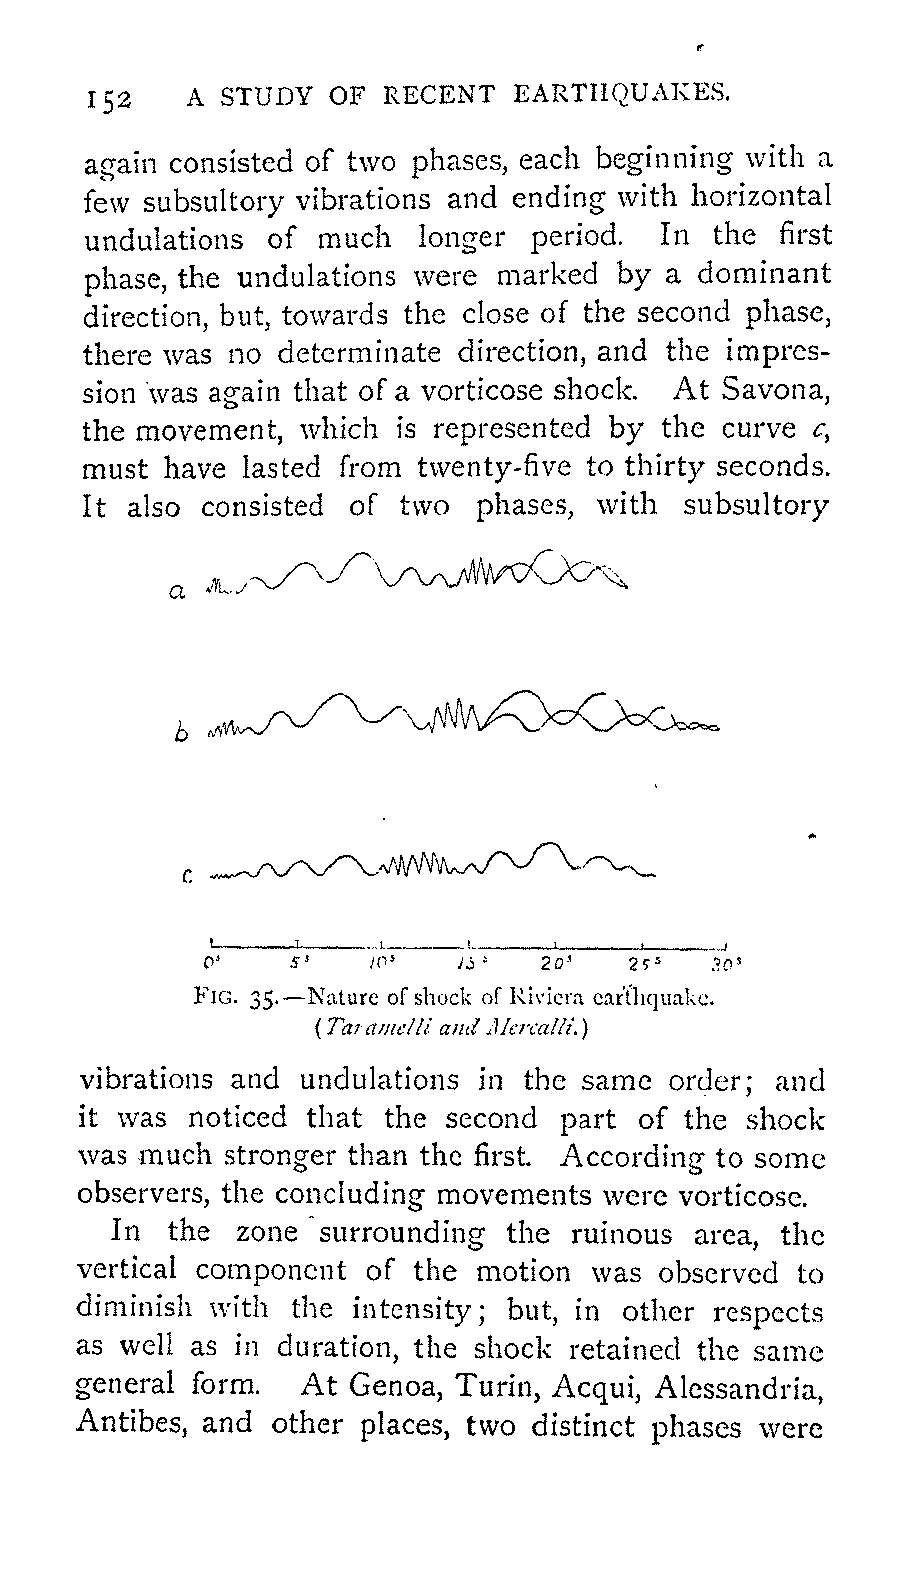 152 A STUDY OF RECENT EARTHQUAKES.
again consisted of two phases, each beginning with a
few subsultory vibrations and ending with horizontal
undulations of much longer period. In the first
phase, the undulations were marked by a dominant
direction, but, towards the close of the second phase,
there was no determinate direction, and the impres-
sion was again that of a vorticose shock. At Savona,
the movement, which is represented by the curve c,
must have lasted from twenty-five to thirty seconds.
It also consisted of two phases, with subsultory
a
b
c
0s 5s 10s 15s 20s 25s 30s
FIG. 35.—Nature of shock of Riviera earthquake.
(Taramelli and Mercalli.)
vibrations and undulations in the same order; and
it was noticed that the second part of the shock
was much stronger than the first. According to some
observers, the concluding movements were vorticose.
In the zone surrounding the ruinous area, the
vertical component of the motion was observed to
diminish with the intensity; but, in other respects
as well as in duration, the shock retained the same
general form. At Genoa, Turin, Acqui, Alessandria,
Antibes, and other places, two distinct phases were